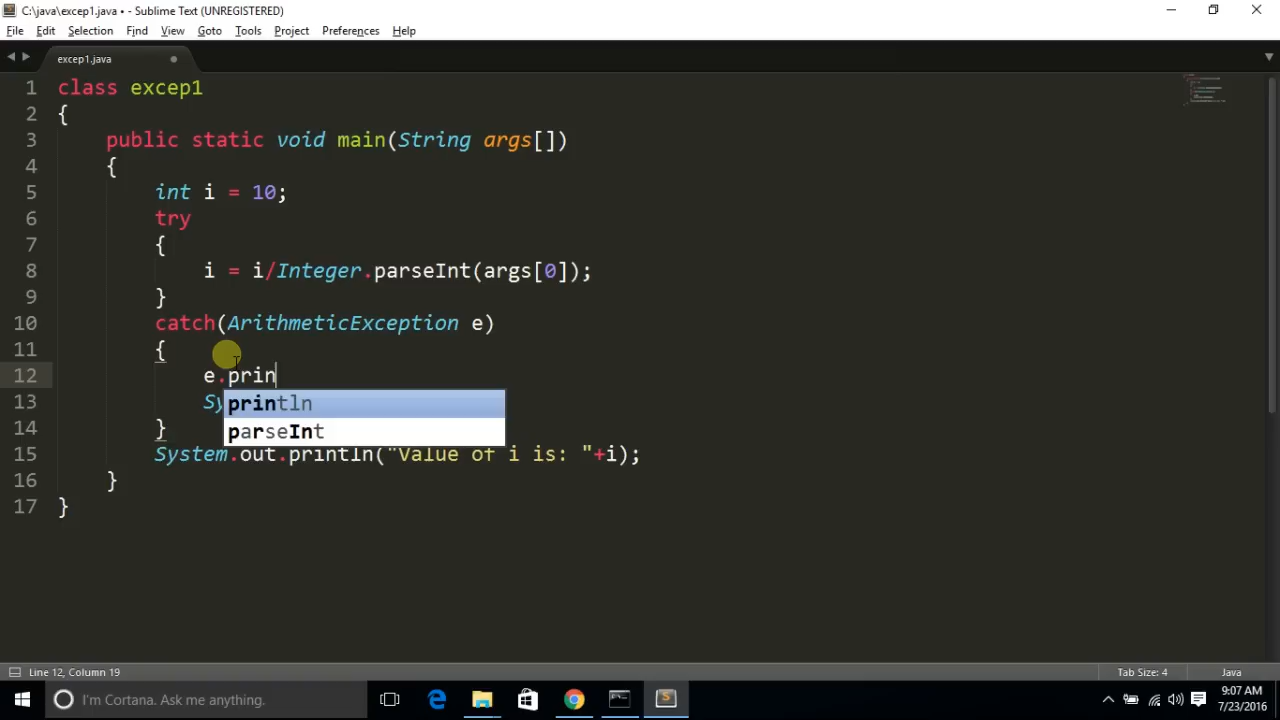 C:\java\excep1.java • - Sublime Text (UNREGISTERED)
File Edit Selection Find View Goto Tools Project Preferences Help
excep1.java
1 class excep1
2 {
3 public static void main(String args[])
4 {
5 int i = 10;
6 try
7 {
8 i = i/Integer.parseInt(args[0]);
9 }
10 catch(ArithmeticException e)
11 {
12 e.prin
13 Sy
println
parseInt
14 }
15 System.out.println("Value of i is: "+i);
16 }
17 }
Line 12, Column 19
Tab Size: 4
Java
I'm Cortana. Ask me anything.
9:07 AM
7/23/2016